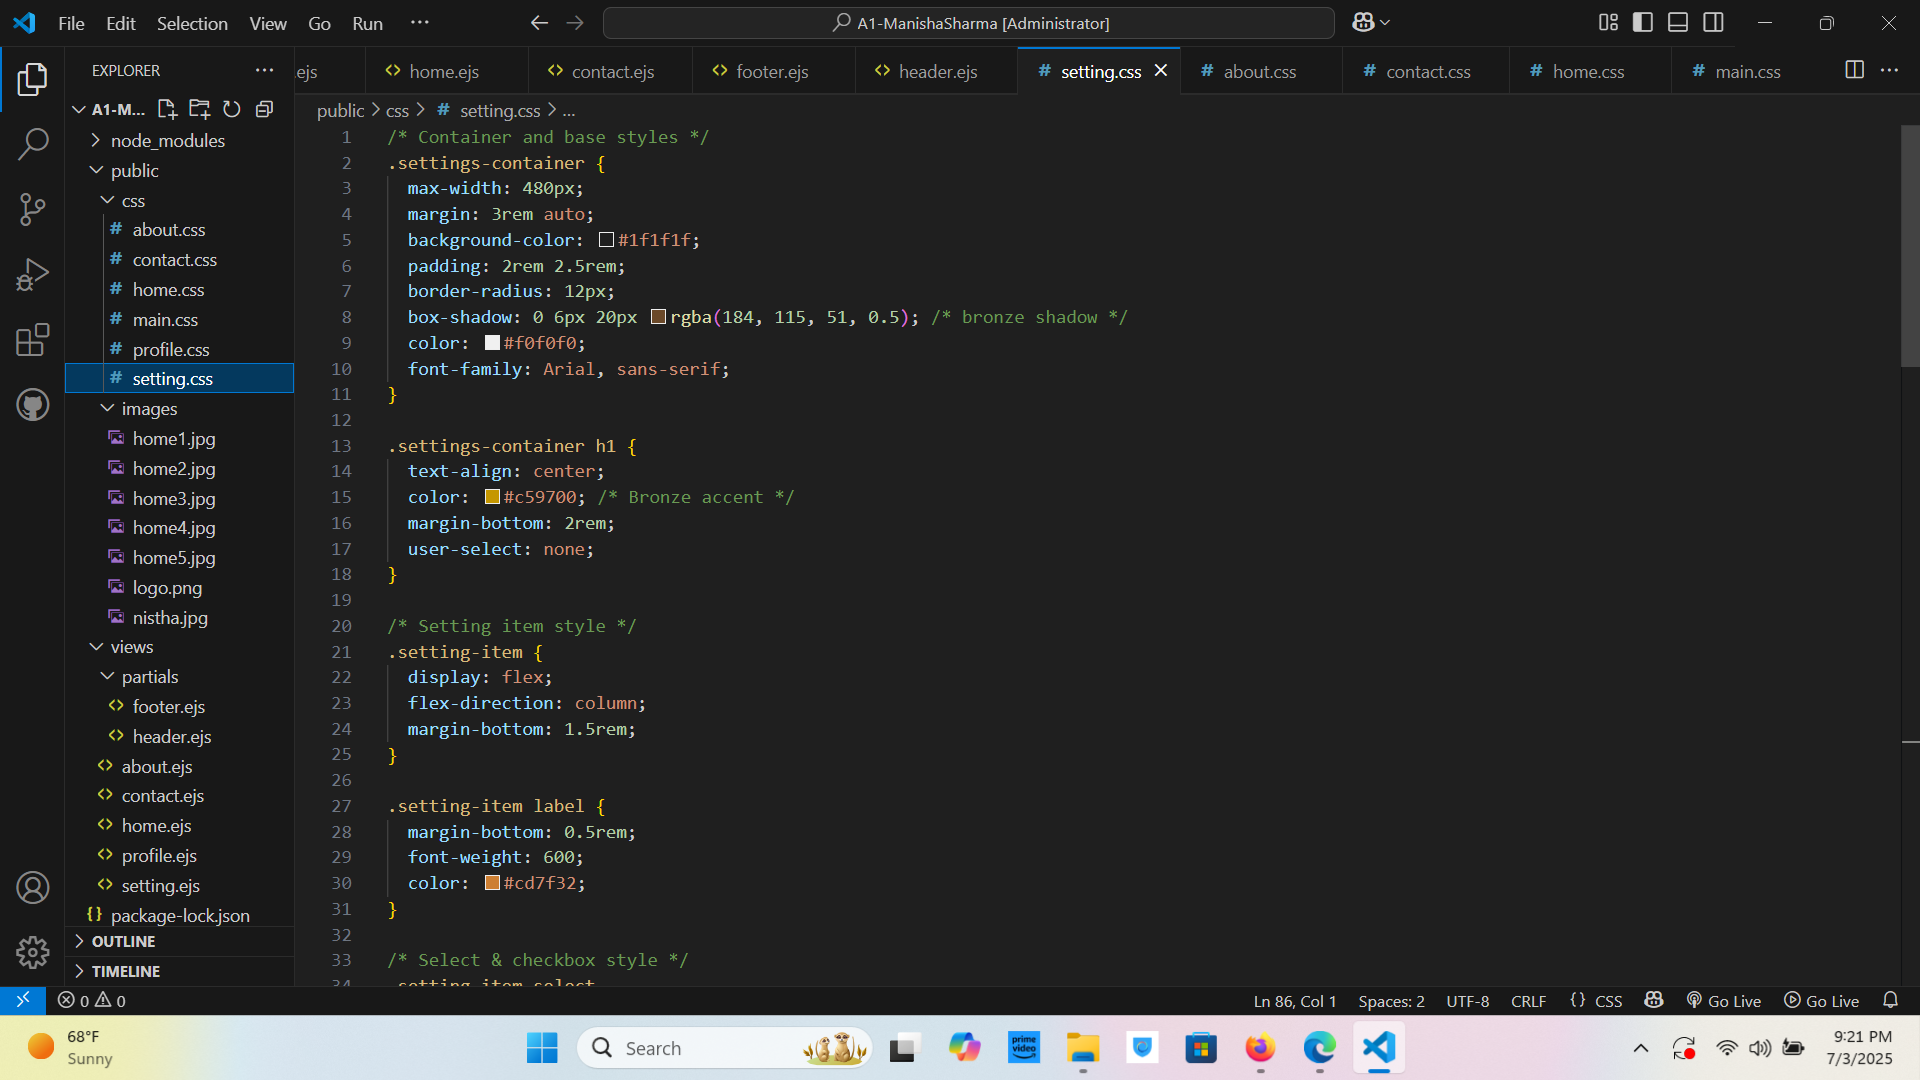 File Edit Selection View Go Run ··· A1-ManishaSharma [Administrator]
EXPLORER
.ejs home.ejs contact.ejs footer.ejs header.ejs # setting.css # about.css # contact.css # home.css # main.css
A1-M...
public > css > # setting.css > ...
node_modules
public
css
# about.css
# contact.css
# home.css
# main.css
# profile.css
# setting.css
images
home1.jpg
home2.jpg
home3.jpg
home4.jpg
home5.jpg
logo.png
nistha.jpg
views
partials
<> footer.ejs
<> header.ejs
<> about.ejs
<> contact.ejs
<> home.ejs
<> profile.ejs
<> setting.ejs
{} package-lock.json
OUTLINE
TIMELINE
1 /* Container and base styles */
2 .settings-container {
3 max-width: 480px;
4 margin: 3rem auto;
5 background-color: #1f1f1f;
6 padding: 2rem 2.5rem;
7 border-radius: 12px;
8 box-shadow: 0 6px 20px rgba(184, 115, 51, 0.5); /* bronze shadow */
9 color: #f0f0f0;
10 font-family: Arial, sans-serif;
11 }
12
13 .settings-container h1 {
14 text-align: center;
15 color: #c59700; /* Bronze accent */
16 margin-bottom: 2rem;
17 user-select: none;
18 }
19
20 /* Setting item style */
21 .setting-item {
22 display: flex;
23 flex-direction: column;
24 margin-bottom: 1.5rem;
25 }
26
27 .setting-item label {
28 margin-bottom: 0.5rem;
29 font-weight: 600;
30 color: #cd7f32;
31 }
32
33 /* Select & checkbox style */
34 .setting-item select
0 0 Ln 86, Col 1 Spaces: 2 UTF-8 CRLF {} CSS Go Live Go Live
68°F
Sunny
Search
prime video
9:21 PM
7/3/2025